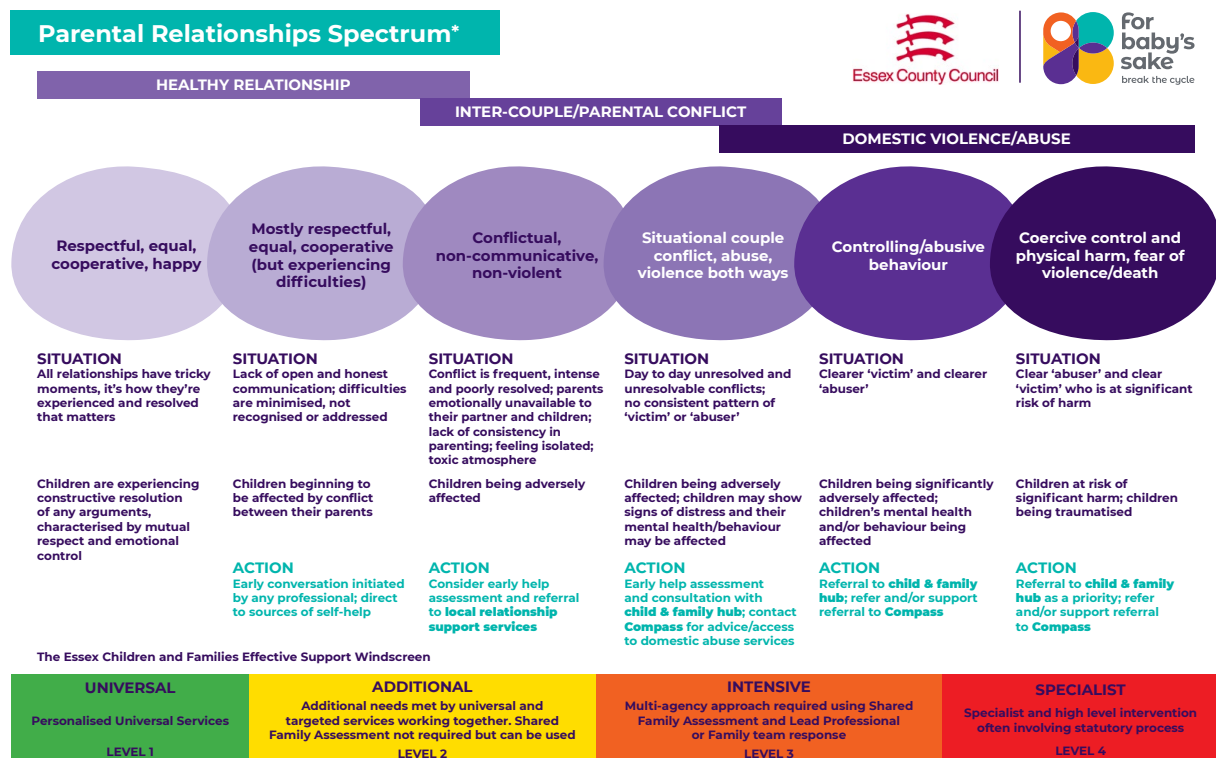 Parental Relationships Spectrum*
Essex County Council
for
baby's
sake
break the cycle
HEALTHY RELATIONSHIP
INTER-COUPLE/PARENTAL CONFLICT
DOMESTIC VIOLENCE/ABUSE
Respectful, equal,
cooperative, happy
Mostly respectful,
equal, cooperative
(but experiencing
difficulties)
Conflictual,
non-communicative,
non-violent
Situational couple
conflict, abuse,
violence both ways
Controlling/abusive
behaviour
Coercive control and
physical harm, fear of
violence/death
SITUATION
All relationships have tricky
moments, it's how they're
experienced and resolved
that matters
Children are experiencing
constructive resolution
of any arguments,
characterised by mutual
respect and emotional
control
SITUATION
Lack of open and honest
communication; difficulties
are minimised, not
recognised or addressed
Children beginning to
be affected by conflict
between their parents
ACTION
Early conversation initiated
by any professional; direct
to sources of self-help
SITUATION
Conflict is frequent, intense
and poorly resolved; parents
emotionally unavailable to
their partner and children;
lack of consistency in
parenting; feeling isolated;
toxic atmosphere
Children being adversely
affected
ACTION
Consider early help
assessment and referral
to local relationship
support services
SITUATION
Day to day unresolved and
unresolvable conflicts;
no consistent pattern of
‘victim’ or ‘abuser’
Children being adversely
affected; children may show
signs of distress and their
mental health/behaviour
may be affected
ACTION
Early help assessment
and consultation with
child & family hub; contact
Compass for advice/access
to domestic abuse services
SITUATION
Clearer ‘victim’ and clearer
‘abuser’
Children being significantly
adversely affected;
children's mental health
and/or behaviour being
affected
ACTION
Referral to child & family
hub; refer and/or support
referral to Compass
SITUATION
Clear ‘abuser’ and clear
‘victim’ who is at significant
risk of harm
Children at risk of
significant harm; children
being traumatised
ACTION
Referral to child & family
hub as a priority; refer
and/or support referral
to Compass
The Essex Children and Families Effective Support Windscreen
UNIVERSAL
Personalised Universal Services
LEVEL 1
ADDITIONAL
Additional needs met by universal and
targeted services working together. Shared
Family Assessment not required but can be used
LEVEL 2
INTENSIVE
Multi-agency approach required using Shared
Family Assessment and Lead Professional
or Family team response
LEVEL 3
SPECIALIST
Specialist and high level intervention
often involving statutory process
LEVEL 4